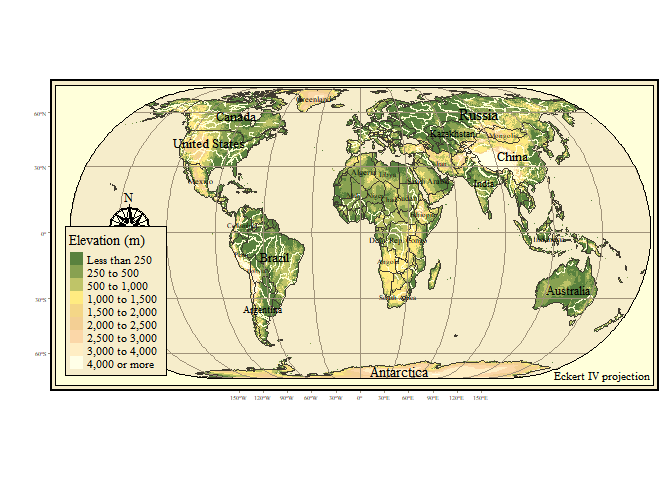 Greenland
Canada
Russia
United States
Kazakhstan
Mongolia
China
Algeria
Libya
Mexico
India
Sudan
Ethiopia
N
Dem. Rep. Congo
Indonesia
Brazil
Angola
Australia
South Africa
Argentina
Antarctica
Elevation (m)
Less than 250
250 to 500
500 to 1,000
1,000 to 1,500
1,500 to 2,000
2,000 to 2,500
2,500 to 3,000
3,000 to 4,000
4,000 or more
Eckert IV projection
60°N
30°N
0°
30°S
60°S
150°W 120°W 90°W 60°W 30°W 0° 30°E 60°E 90°E 120°E 150°E